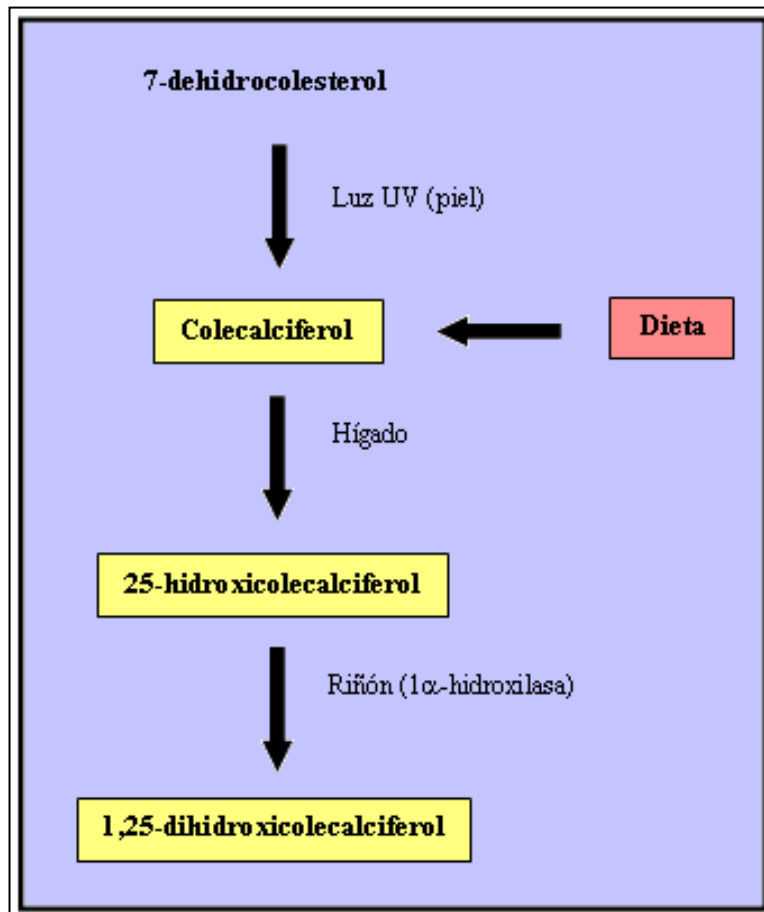 7-dehidrocolesterol
Luz UV (piel)
Colecalciferol
Dieta
Hígado
25-hidroxicolecalciferol
Riñón (1α-hidroxilasa)
1,25-dihidroxicolecalciferol